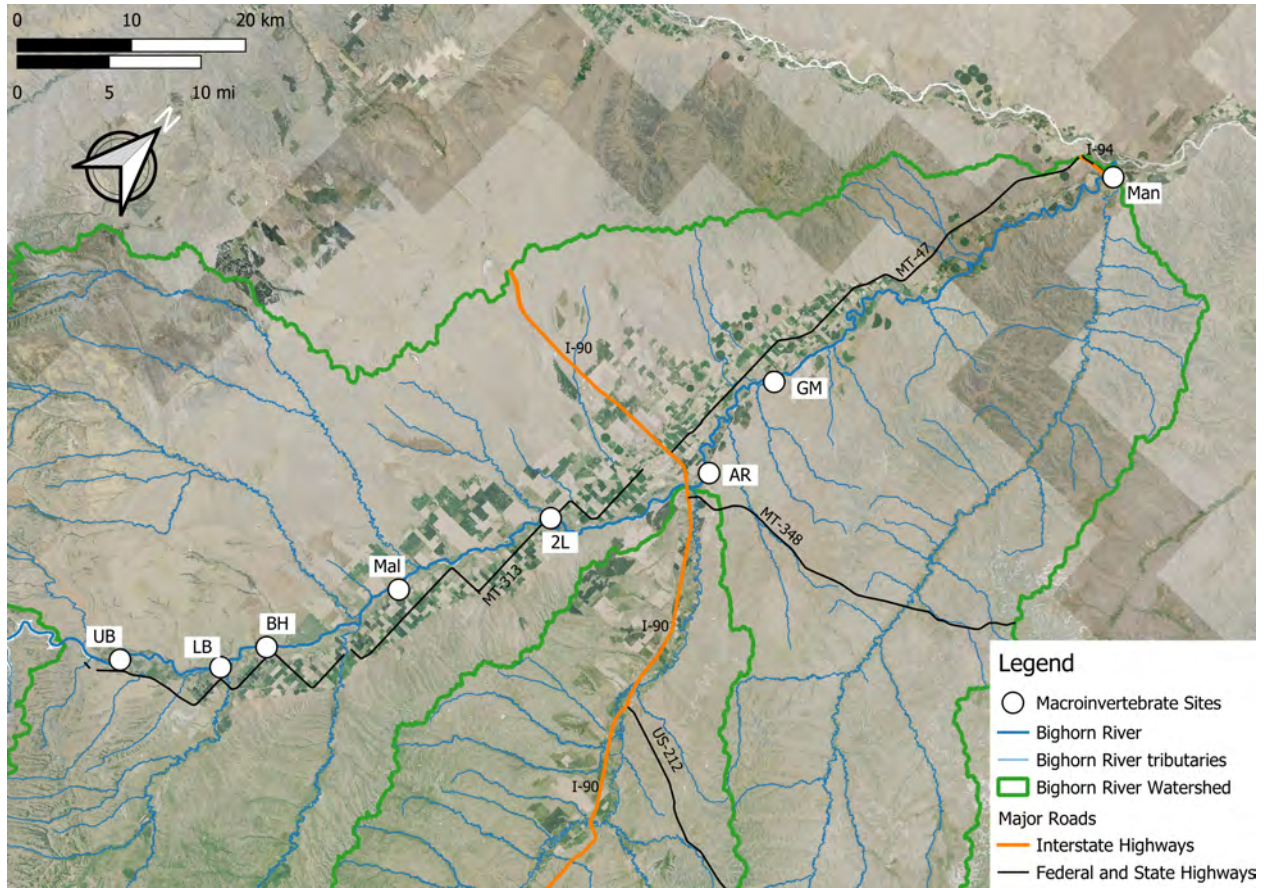 0 10 20 km
0 5 10 mi
N
I-94
Man
MT-47
I-90
GM
AR
2L
MT-348
Mal
MT-313
I-90
BH
UB
LB
US-212
I-90
Legend
Macroinvertebrate Sites
Bighorn River
Bighorn River tributaries
Bighorn River Watershed
Major Roads
Interstate Highways
Federal and State Highways